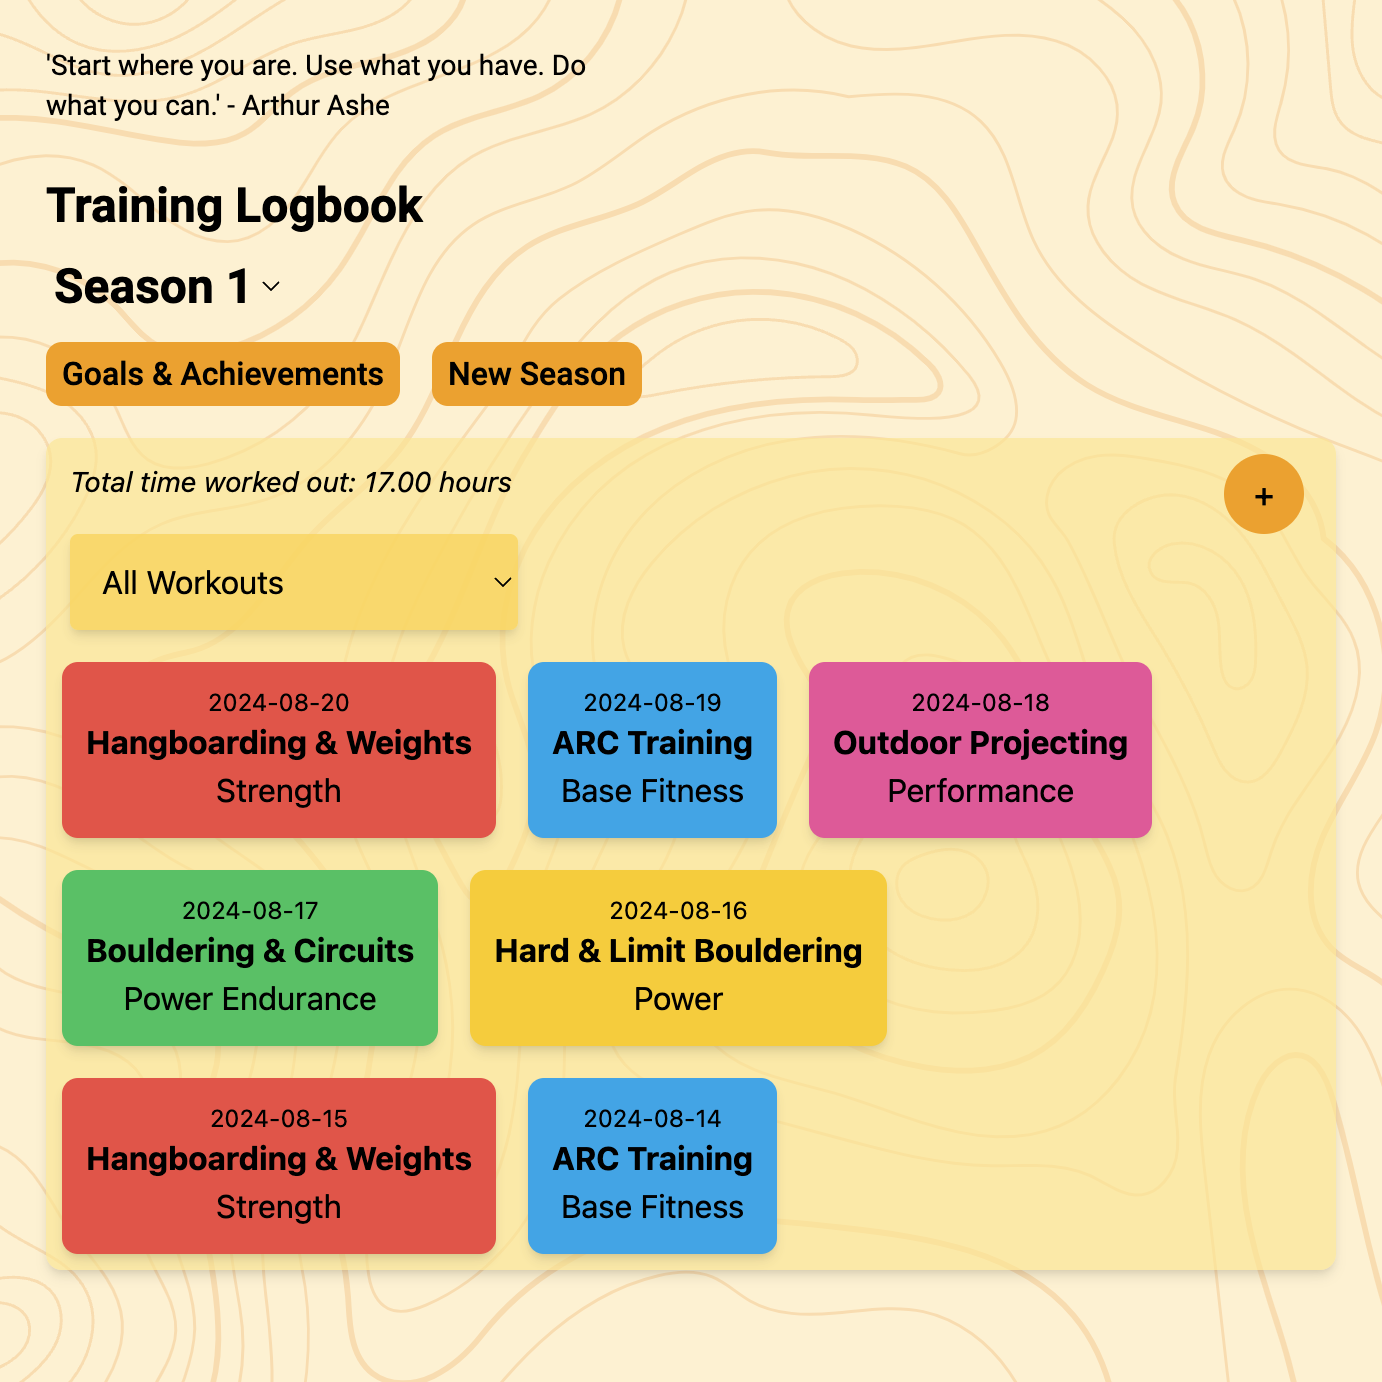 'Start where you are. Use what you have. Do
what you can.' - Arthur Ashe
Training Logbook
Season 1
Goals & Achievements
New Season
Total time worked out: 17.00 hours
+
All Workouts
2024-08-20
Hangboarding & Weights
Strength
2024-08-19
ARC Training
Base Fitness
2024-08-18
Outdoor Projecting
Performance
2024-08-17
Bouldering & Circuits
Power Endurance
2024-08-16
Hard & Limit Bouldering
Power
2024-08-15
Hangboarding & Weights
Strength
2024-08-14
ARC Training
Base Fitness